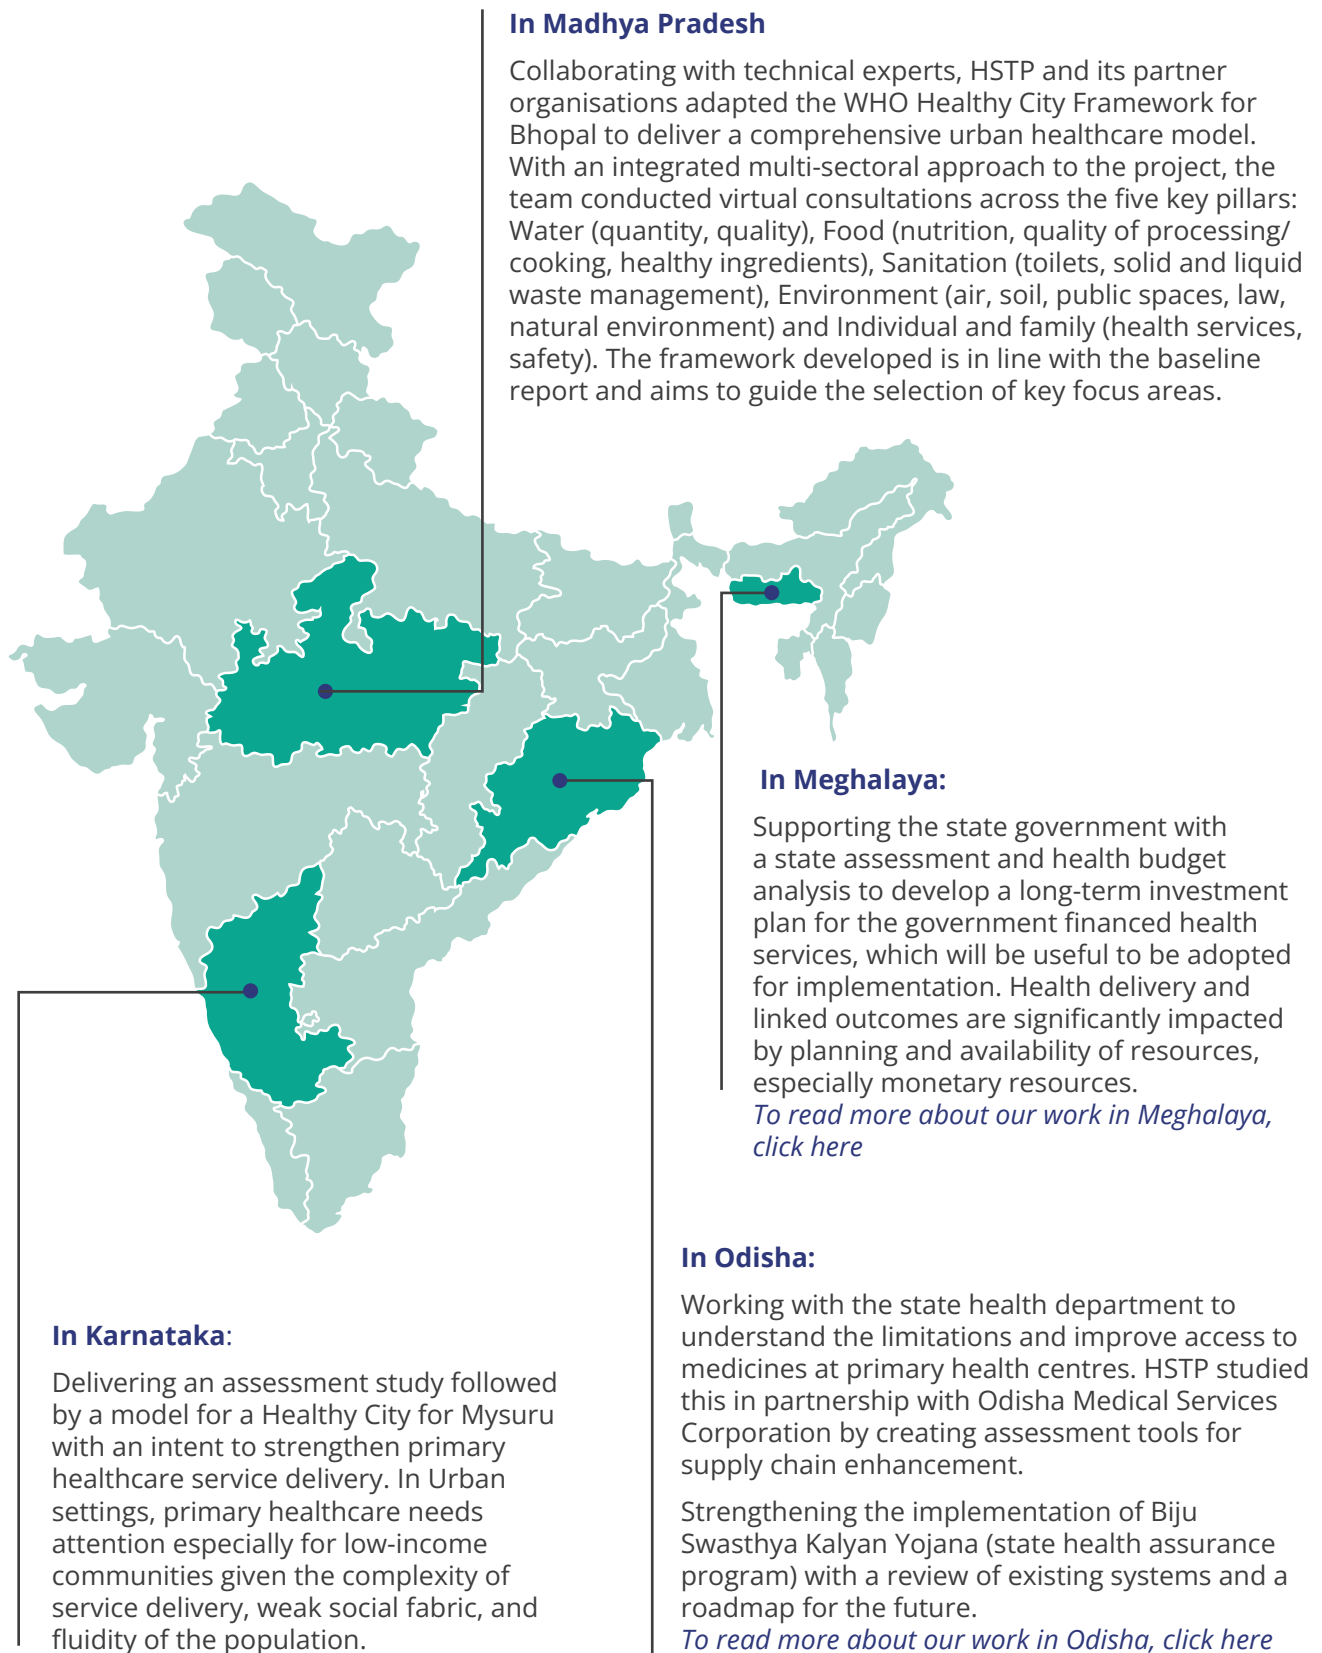 In Madhya Pradesh
Collaborating with technical experts, HSTP and its partner
organisations adapted the WHO Healthy City Framework for
Bhopal to deliver a comprehensive urban healthcare model.
With an integrated multi-sectoral approach to the project, the
team conducted virtual consultations across the five key pillars:
Water (quantity, quality), Food (nutrition, quality of processing/
cooking, healthy ingredients), Sanitation (toilets, solid and liquid
waste management), Environment (air, soil, public spaces, law,
natural environment) and Individual and family (health services,
safety). The framework developed is in line with the baseline
report and aims to guide the selection of key focus areas.
In Meghalaya:
Supporting the state government with
a state assessment and health budget
analysis to develop a long-term investment
plan for the government financed health
services, which will be useful to be adopted
for implementation. Health delivery and
linked outcomes are significantly impacted
by planning and availability of resources,
especially monetary resources.
To read more about our work in Meghalaya,
click here
In Odisha:
Working with the state health department to
understand the limitations and improve access to
medicines at primary health centres. HSTP studied
this in partnership with Odisha Medical Services
Corporation by creating assessment tools for
supply chain enhancement.
Strengthening the implementation of Biju
Swasthya Kalyan Yojana (state health assurance
program) with a review of existing systems and a
roadmap for the future.
To read more about our work in Odisha, click here
In Karnataka:
Delivering an assessment study followed
by a model for a Healthy City for Mysuru
with an intent to strengthen primary
healthcare service delivery. In Urban
settings, primary healthcare needs
attention especially for low-income
communities given the complexity of
service delivery, weak social fabric, and
fluidity of the population.